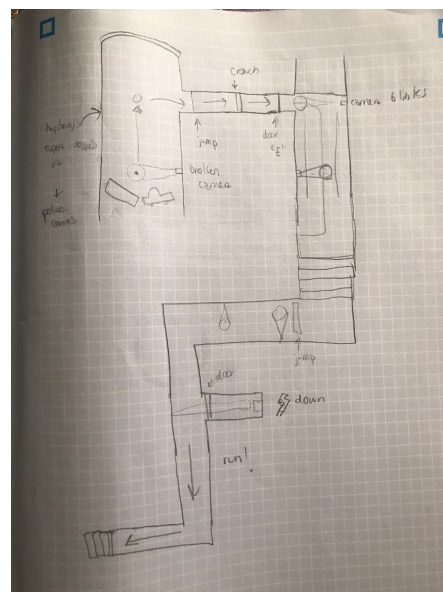 crouch
camera blinks
jump
door
"E"
broken
camera
police
comes
jump
door
down
run!